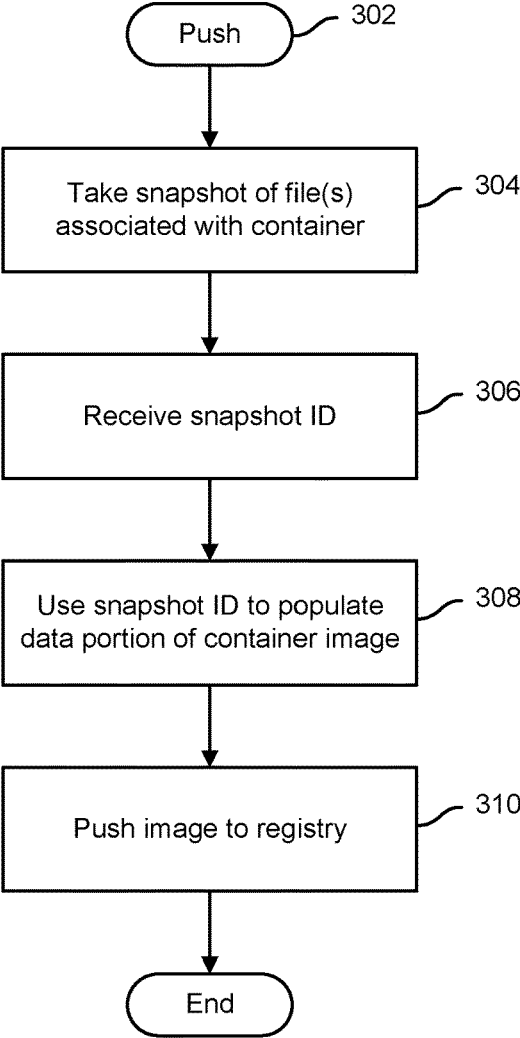 Push
302
Take snapshot of file(s)
associated with container
304
Receive snapshot ID
306
Use snapshot ID to populate
data portion of container image
308
Push image to registry
310
End